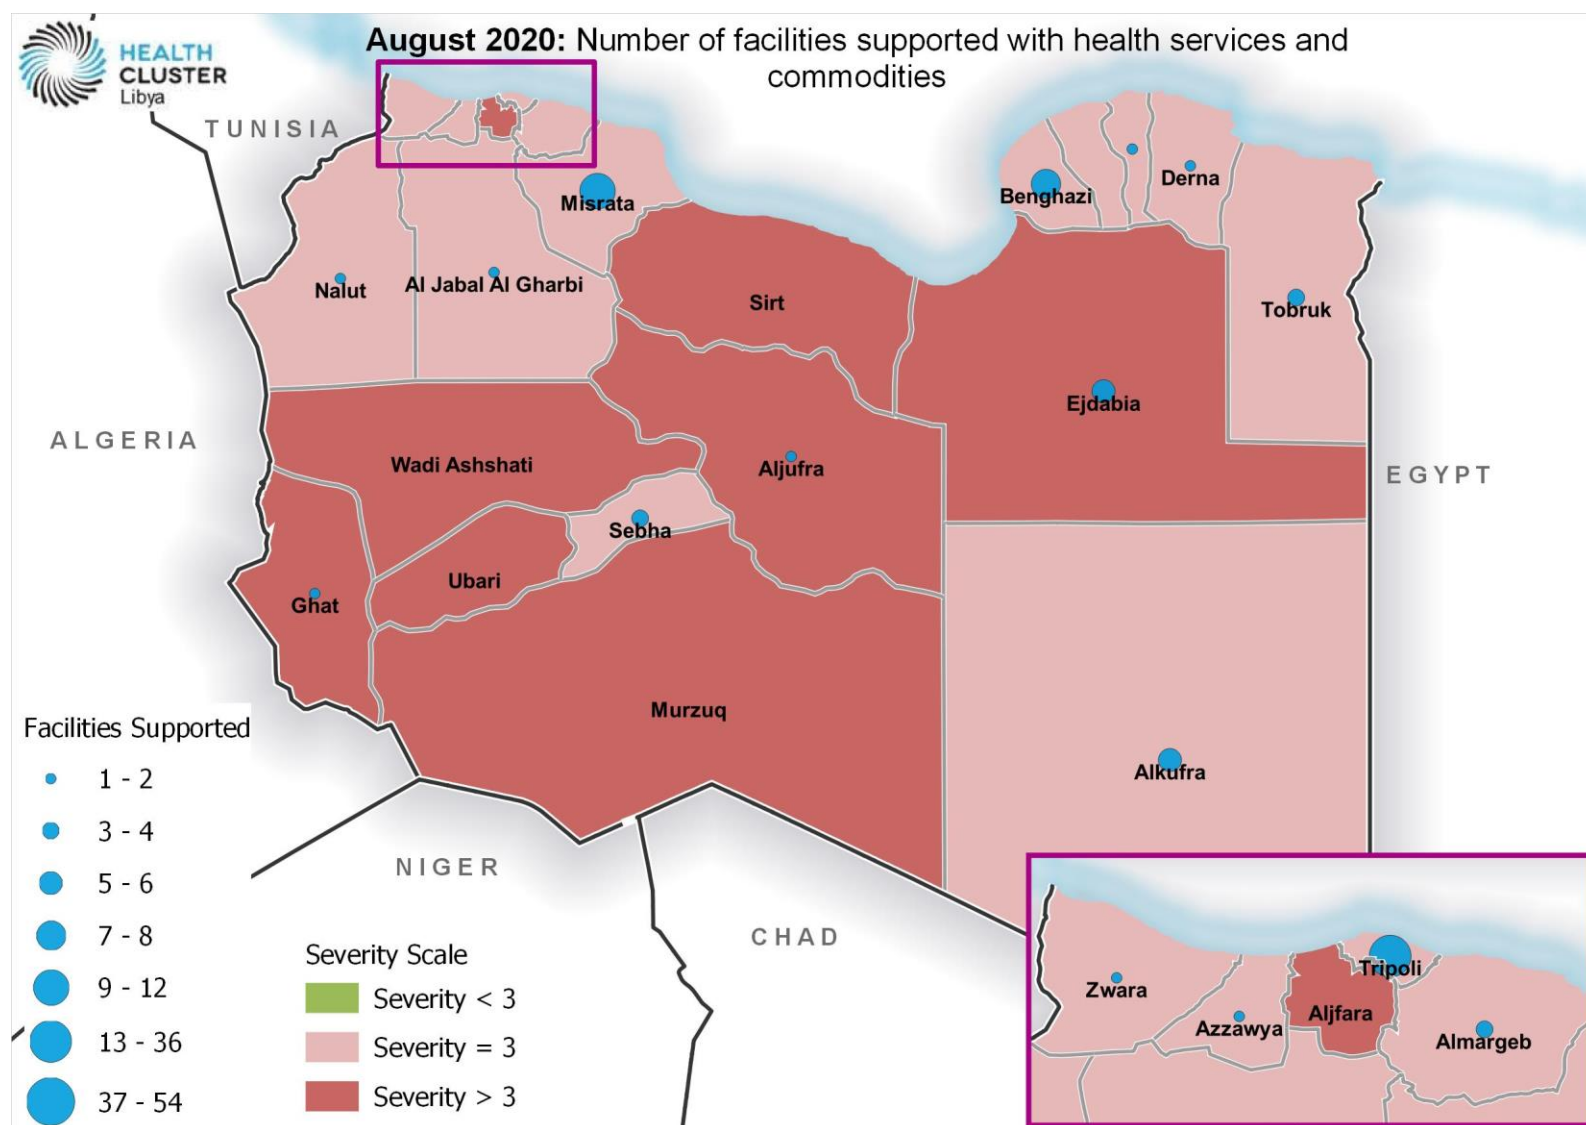 HEALTH
CLUSTER
Libya
August 2020: Number of facilities supported with health services and
commodities
TUNISIA
ALGERIA
EGYPT
NIGER
CHAD
Misrata
Nalut
Al Jabal Al Gharbi
Sirt
Benghazi
Derna
Tobruk
Ejdabia
Wadi Ashshati
Aljufra
Sebha
Ubari
Ghat
Murzuq
Alkufra
Facilities Supported
1 - 2
3 - 4
5 - 6
7 - 8
9 - 12
13 - 36
37 - 54
Severity Scale
Severity < 3
Severity = 3
Severity > 3
Zwara
Azzawya
Aljfara
Tripoli
Almargeb